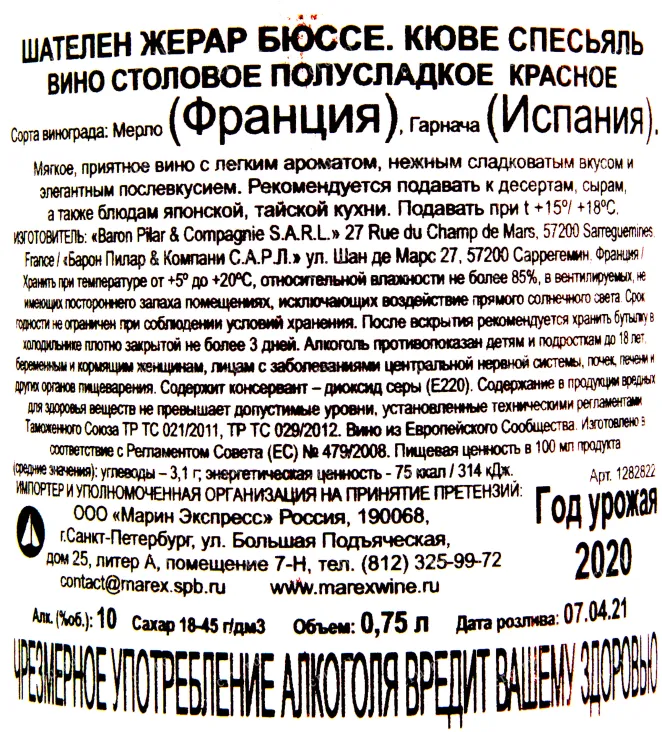 ШАТЕЛЕН ЖЕРАР БЮССЕ. КЮВЕ СПЕСЬЯЛЬ
ВИНО СТОЛОВОЕ ПОЛУСЛАДКОЕ КРАСНОЕ
Сорта винограда: Мерло (Франция), Гарнача (Испания).
Мягкое, приятное вино с легким ароматом, нежным сладковатым вкусом и
элегантным послевкусием. Рекомендуется подавать к десертам, сырам,
а также блюдам японской, тайской кухни. Подавать при t +15º/ +18ºС.
ИЗГОТОВИТЕЛЬ: «Baron Pilar & Compagnie S.A.R.L.» 27 Rue du Champ de Mars, 57200 Sarreguemines,
France / «Барон Пилар & Компани С.А.Р.Л.» ул. Шан де Марс 27, 57200 Саррегемин, Франция /
Хранить при температуре от +5º до +20ºС, относительной влажности не более 85%, в вентилируемых, не
имеющих постороннего запаха помещениях, исключающих воздействие прямого солнечного света. Срок
годности не ограничен при соблюдении условий хранения. После вскрытия рекомендуется хранить бутылку в
холодильнике плотно закрытой не более 3 дней. Алкоголь противопоказан детям и подросткам до 18 лет,
беременным и кормящим женщинам, лицам с заболеваниями центральной нервной системы, почек, печени и
других органов пищеварения. Содержит консервант – диоксид серы (Е220). Содержание в продукции вредных
для здоровья веществ не превышает допустимые уровни, установленные техническими регламентами
Таможенного Союза ТР ТС 021/2011, ТР ТС 029/2012. Вино из Европейского Сообщества. Изготовлено в
соответствие с Регламентом Совета (ЕС) № 479/2008. Пищевая ценность в 100 мл продукта
(средние значения): углеводы – 3,1 г; энергетическая ценность - 75 ккал / 314 кДж. Арт. 1282822
ИМПОРТЕР И УПОЛНОМОЧЕННАЯ ОРГАНИЗАЦИЯ НА ПРИНЯТИЕ ПРЕТЕНЗИЙ:
ООО «Марин Экспресс» Россия, 190068,
г.Санкт-Петербург, ул. Большая Подъяческая,
дом 25, литер А, помещение 7-Н, тел. (812) 325-99-72
contact@marex.spb.ru www.marexwine.ru
Год урожая
2020
Алк. (%об.): 10 Сахар 18-45 г/дм3 Объем: 0,75 л Дата розлива: 07.04.21
ЧРЕЗМЕРНОЕ УПОТРЕБЛЕНИЕ АЛКОГОЛЯ ВРЕДИТ ВАШЕМУ ЗДОРОВЬЮ